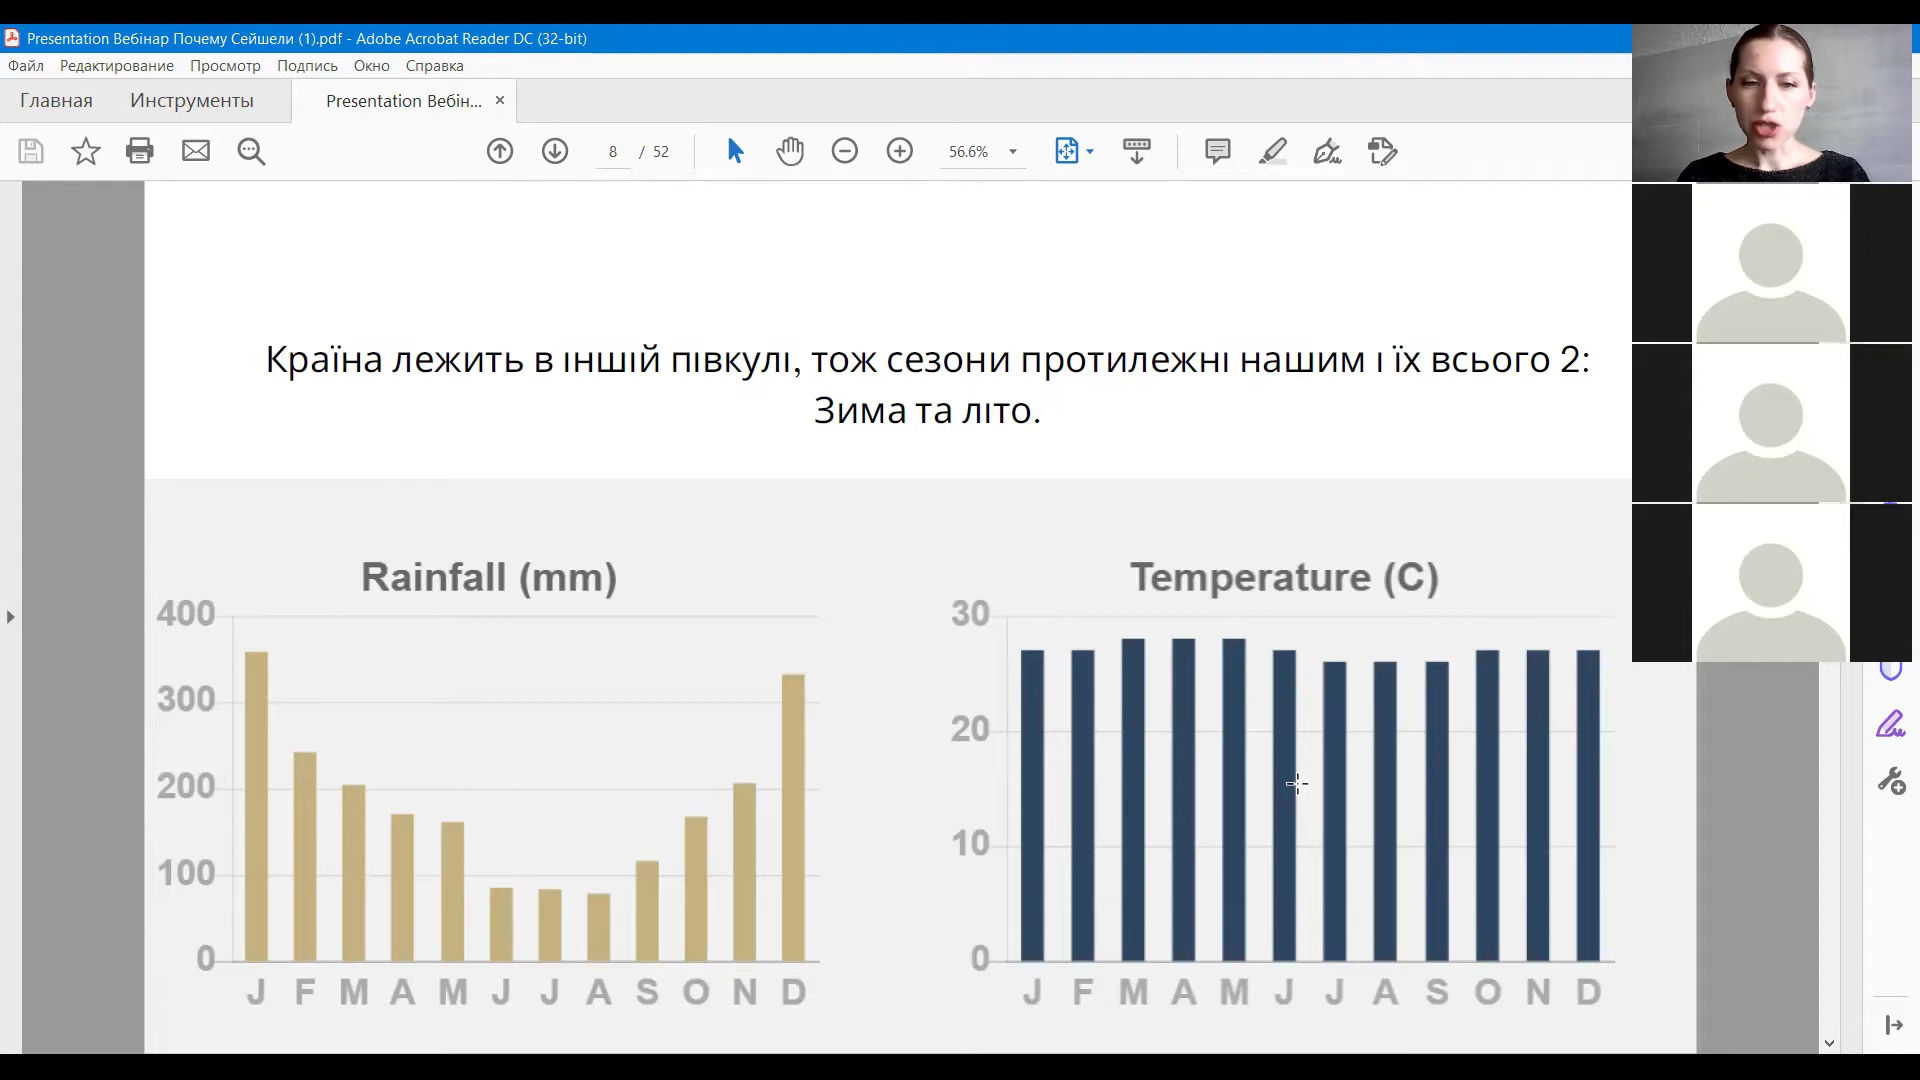 Presentation Вебінар Почему Сейшели (1).pdf - Adobe Acrobat Reader DC (32-bit)
Файл Редактирование Просмотр Подпись Окно Справка
Главная Инструменты Presentation Вебін... ×
8 / 52 56.6%
Країна лежить в іншій півкулі, тож сезони протилежні нашим і їх всього 2:
Зима та літо.
Rainfall (mm)
400
300
200
100
0
J F M A M J J A S O N D
Temperature (C)
30
20
10
0
J F M A M J J A S O N D